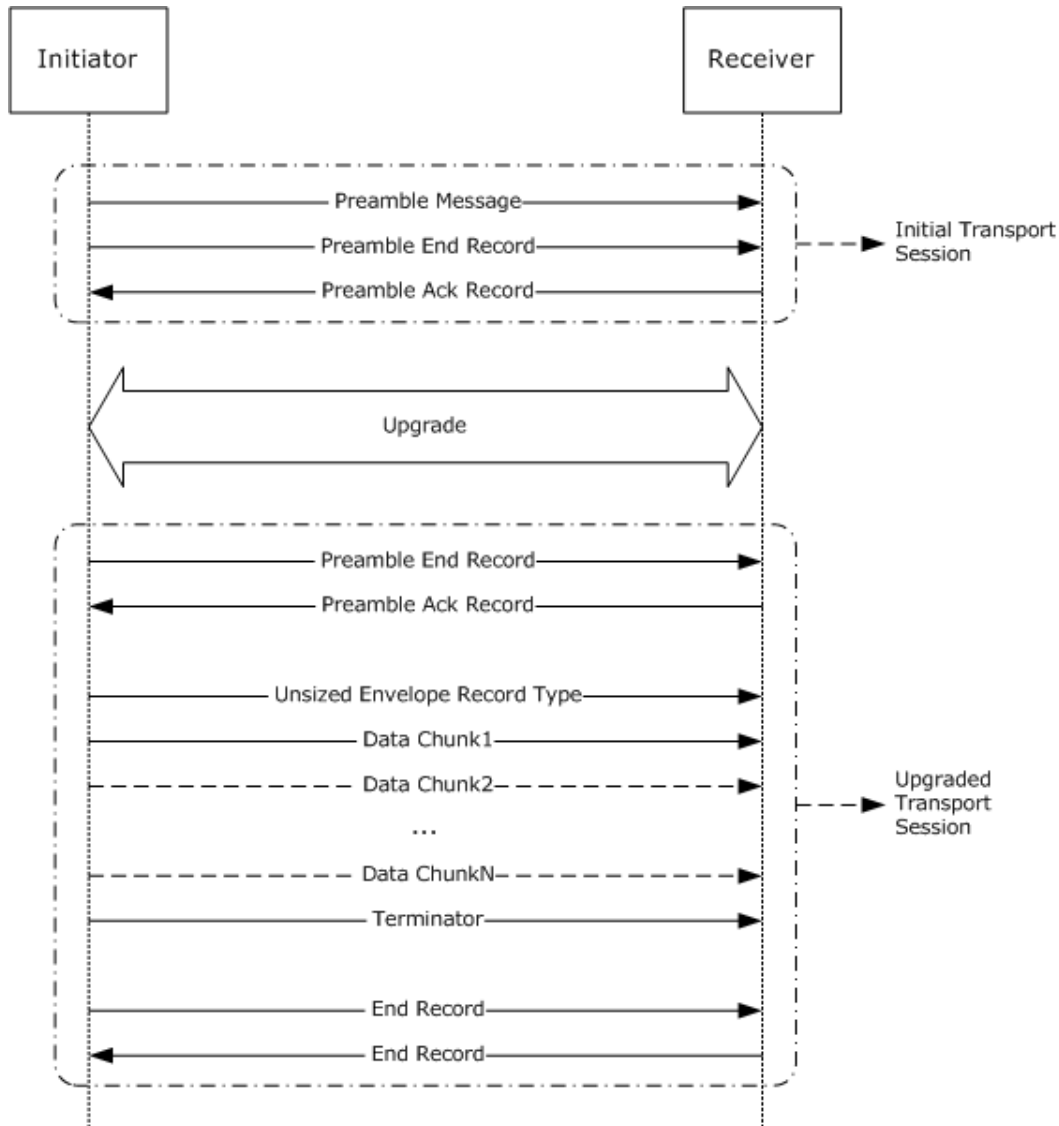 Initiator
Receiver
Preamble Message
Preamble End Record
Preamble Ack Record
Initial Transport
Session
Upgrade
Preamble End Record
Preamble Ack Record
Unsized Envelope Record Type
Data Chunk1
Data Chunk2
...
Data ChunkN
Terminator
End Record
End Record
Upgraded
Transport
Session